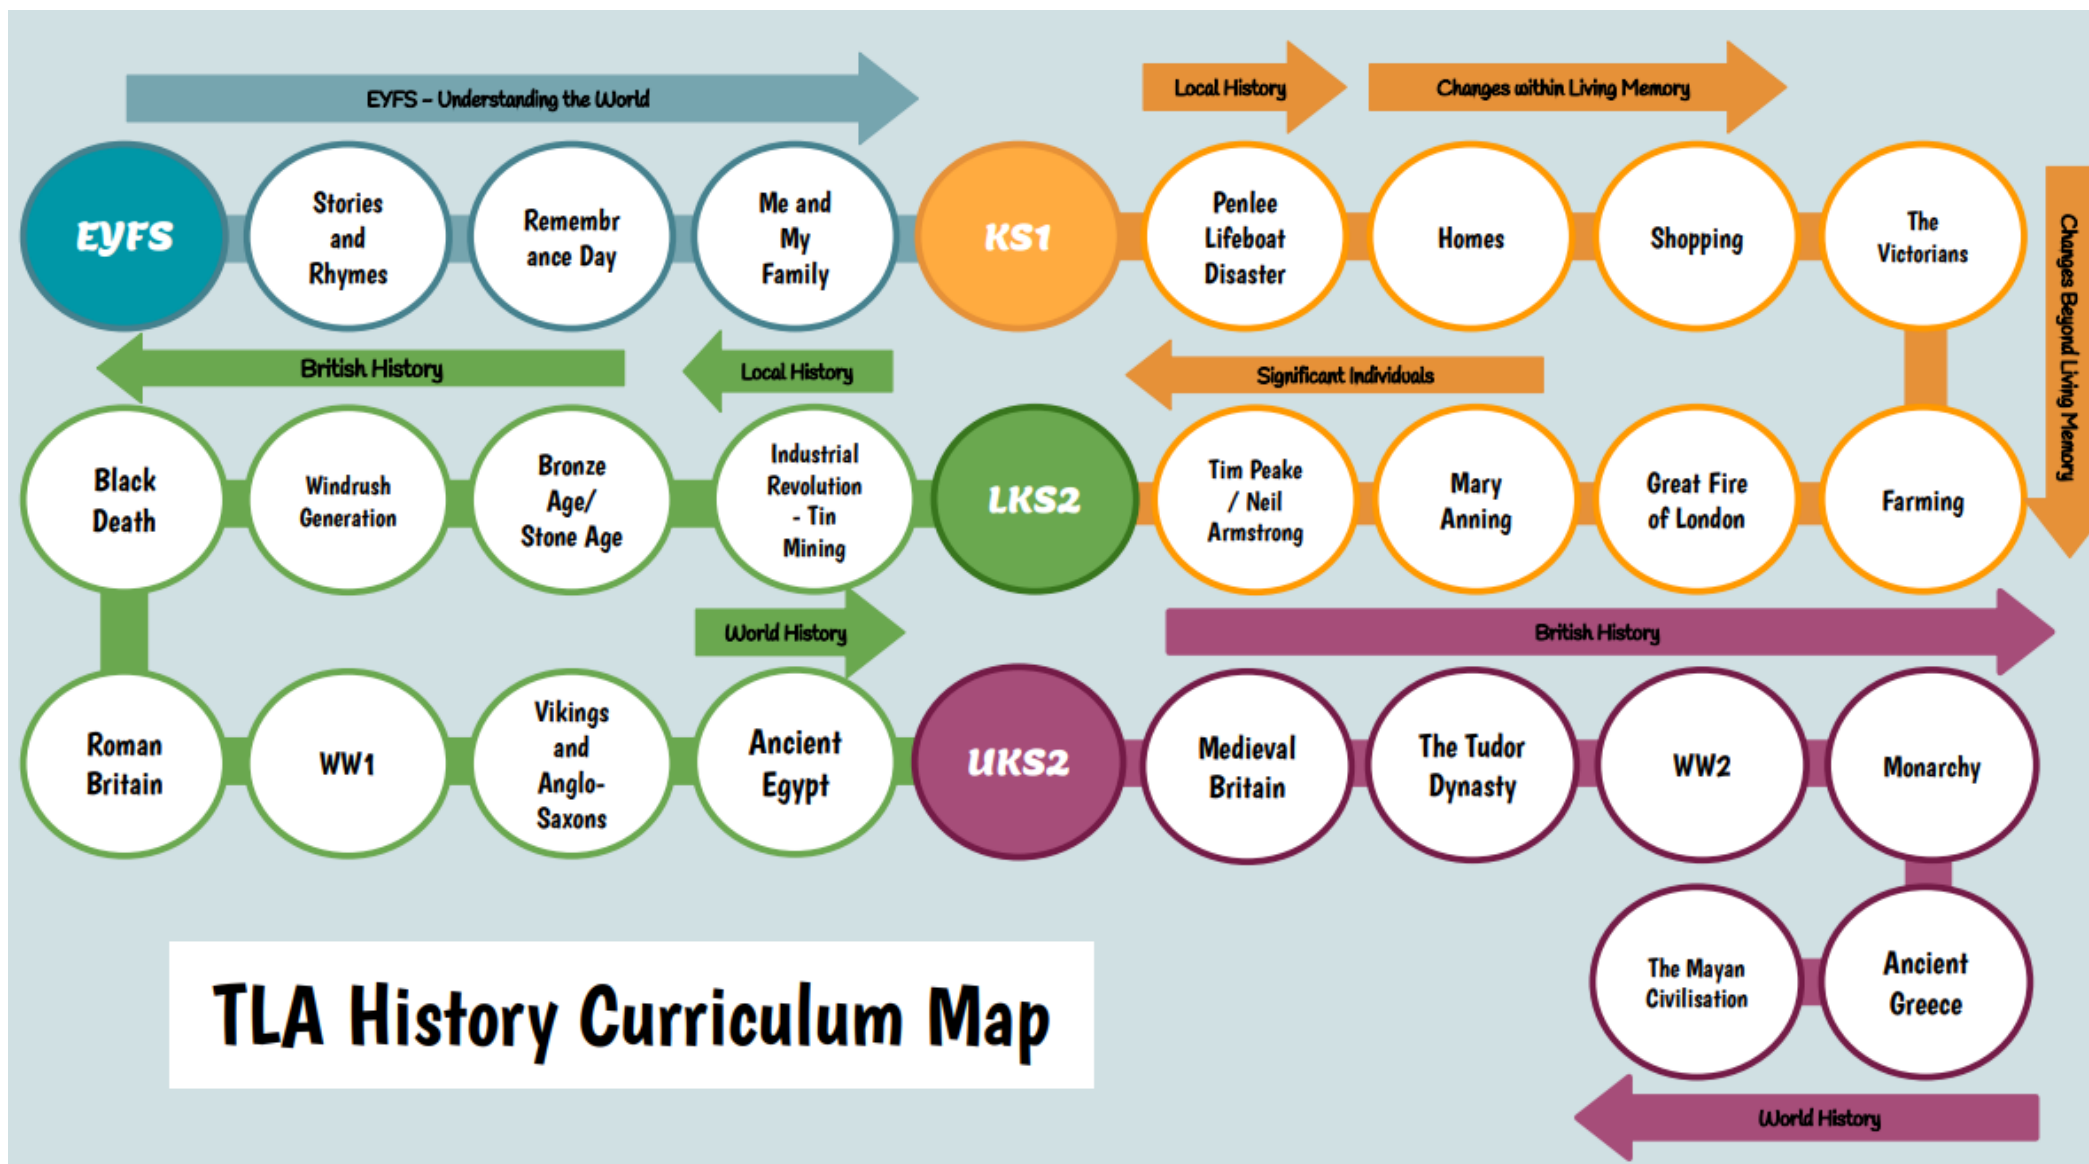 EYFS - Understanding the World
Local History
Changes within Living Memory
EYFS
Stories
and
Rhymes
Remembr
ance Day
Me and
My
Family
KS1
Penlee
Lifeboat
Disaster
Homes
Shopping
The
Victorians
Changes Beyond Living Memory
British History
Local History
Significant Individuals
Black
Death
Windrush
Generation
Bronze
Age/
Stone Age
Industrial
Revolution
- Tin
Mining
LKS2
Tim Peake
/ Neil
Armstrong
Mary
Anning
Great Fire
of London
Farming
World History
British History
Roman
Britain
WW1
Vikings
and
Anglo-
Saxons
Ancient
Egypt
UKS2
Medieval
Britain
The Tudor
Dynasty
WW2
Monarchy
The Mayan
Civilisation
Ancient
Greece
TLA History Curriculum Map
World History